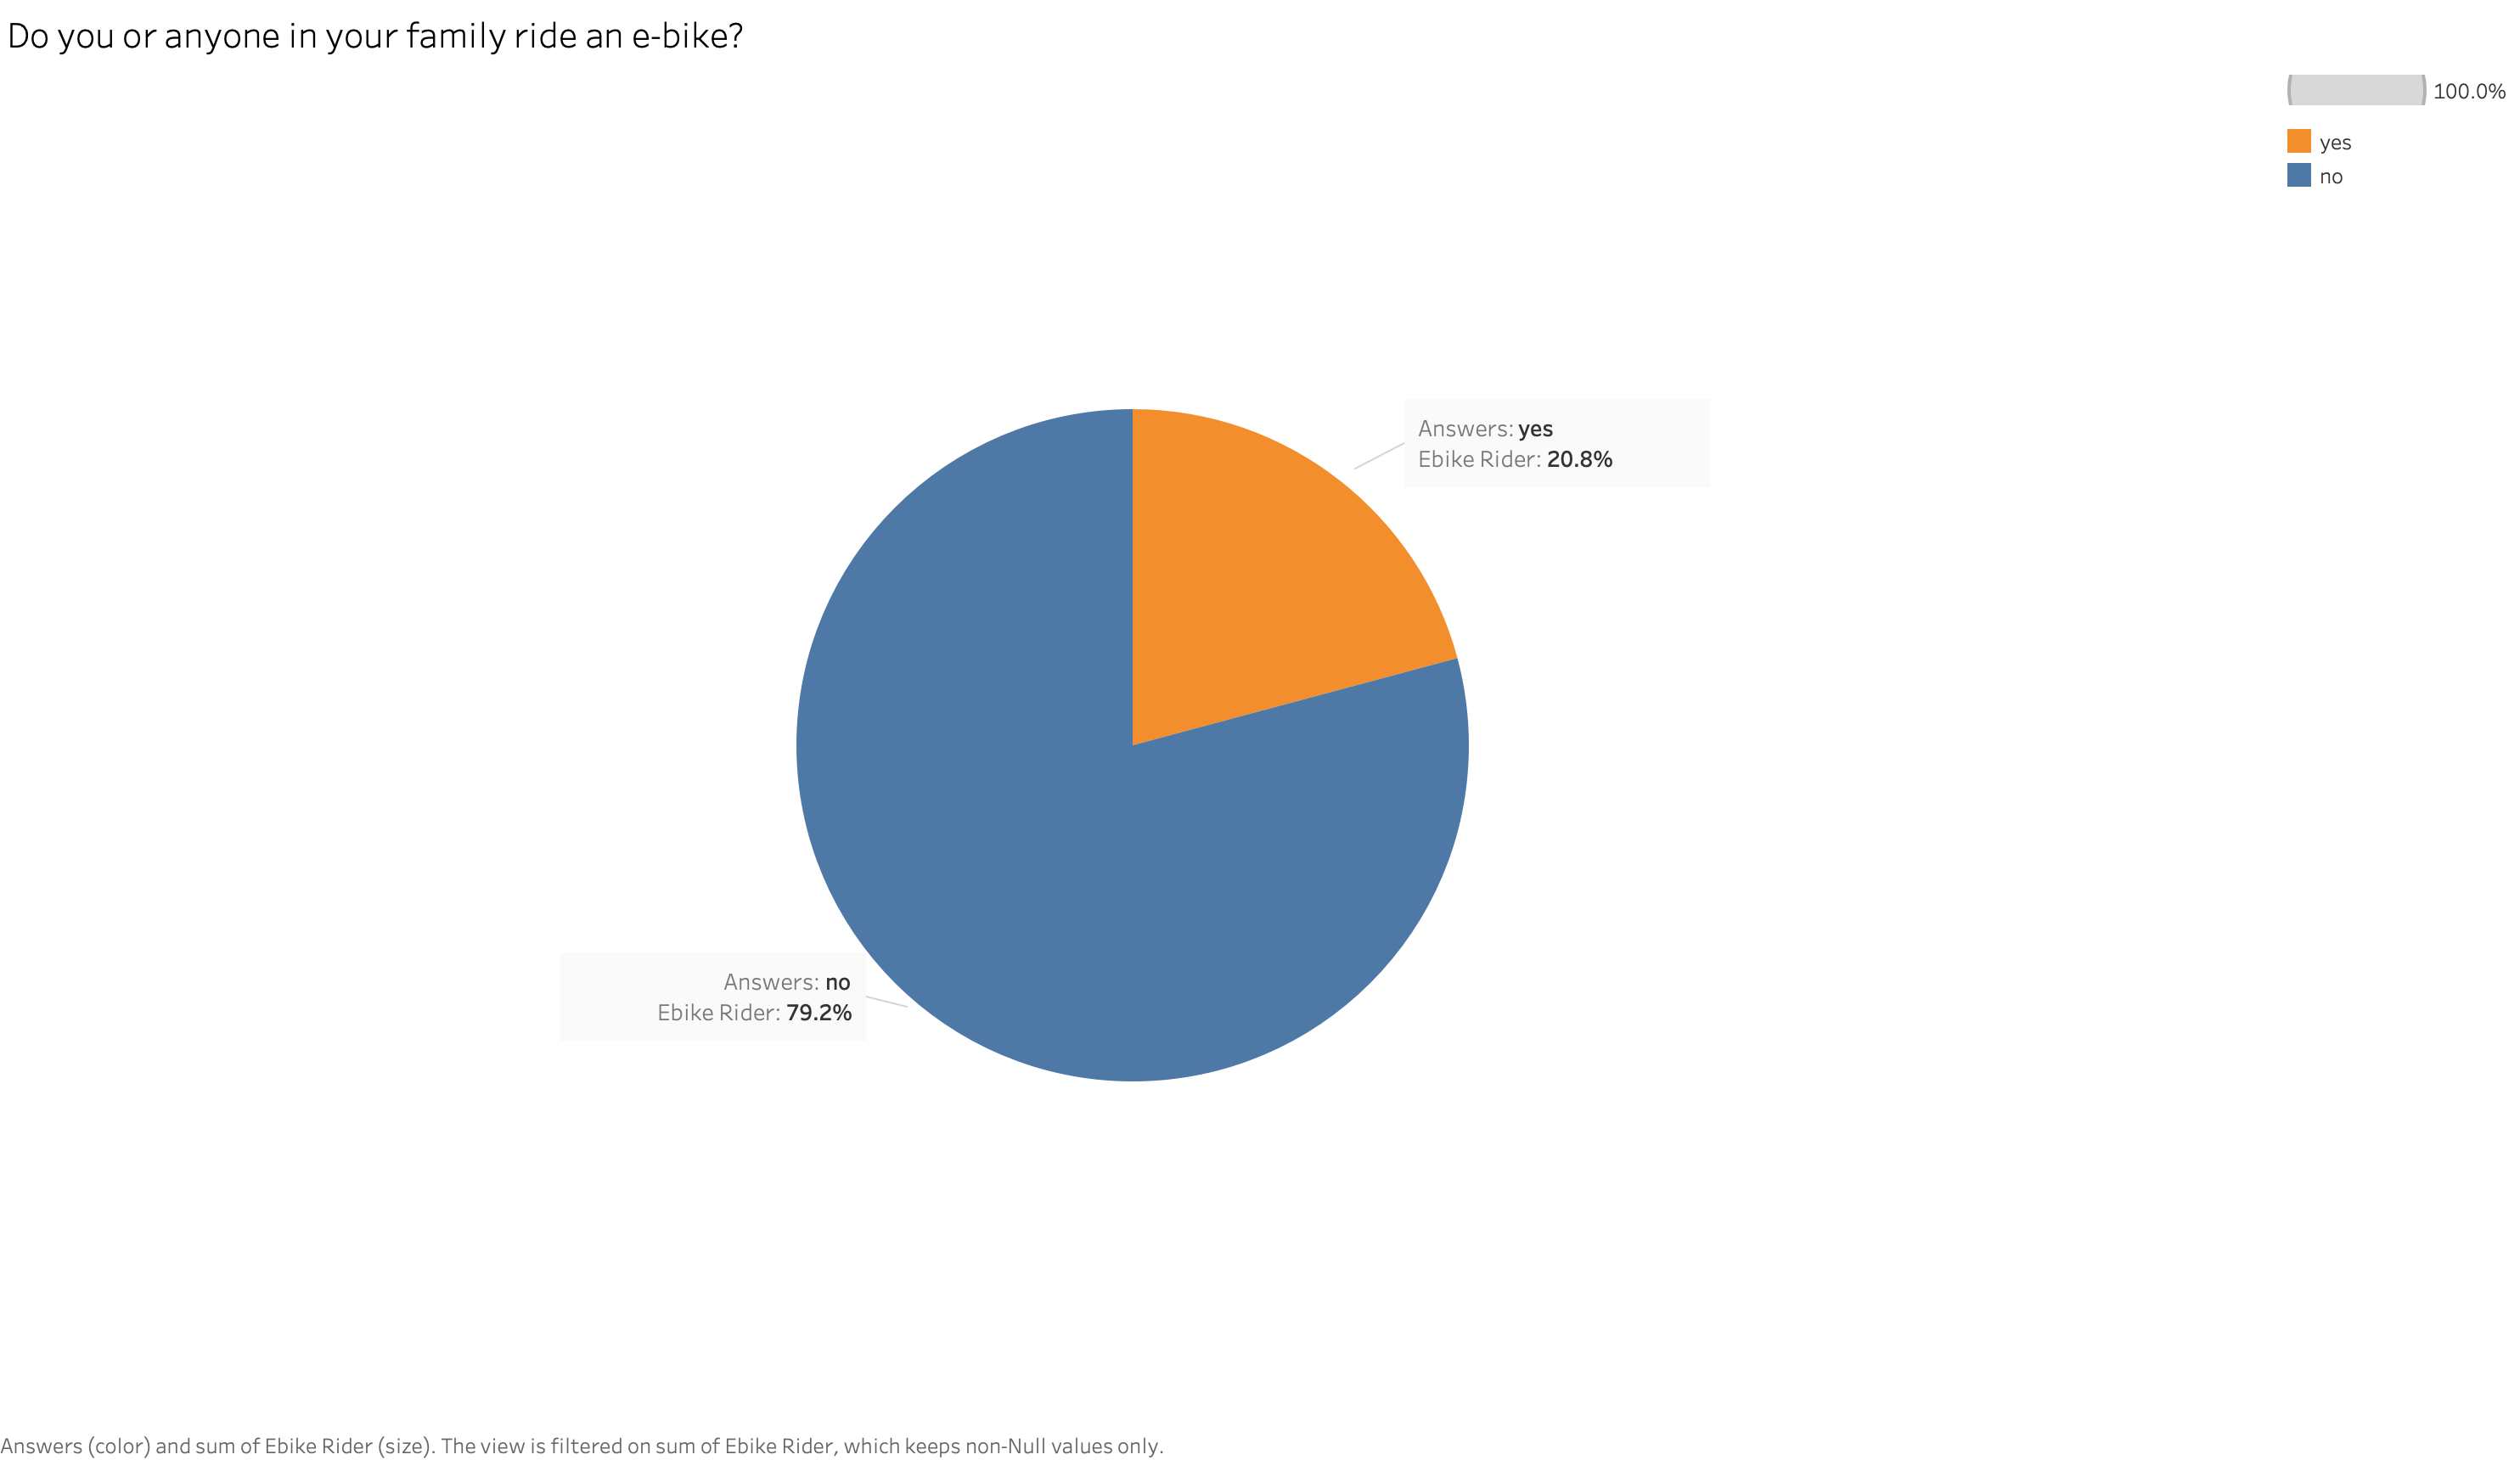 Do you or anyone in your family ride an e-bike?
100.0%
yes
no
Answers: yes
Ebike Rider: 20.8%
Answers: no
Ebike Rider: 79.2%
Answers (color) and sum of Ebike Rider (size). The view is filtered on sum of Ebike Rider, which keeps non-Null values only.